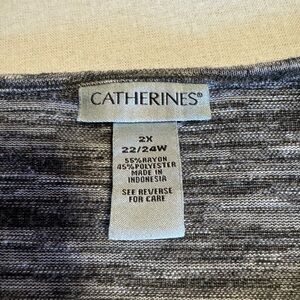 CATHERINES®
2X
22/24W
55%RAYON
45%POLYESTER
MADE IN
INDONESIA
SEE REVERSE
FOR CARE